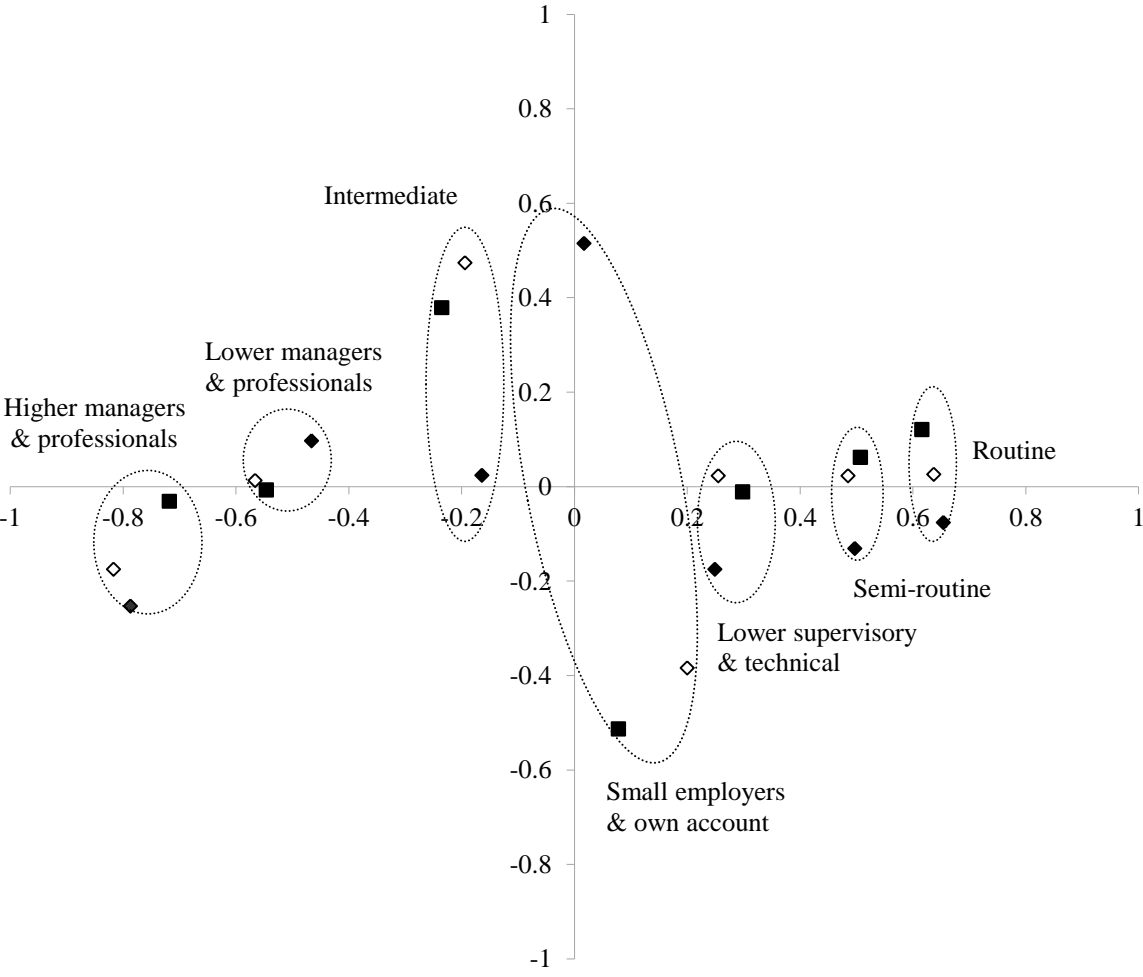 1
0.8
0.6
Intermediate
0.4
Lower managers
& professionals
0.2
Higher managers
& professionals
Routine
0
-1
-0.8
-0.6
-0.4
-0.2
0
0.2
0.4
0.6
0.8
1
-0.2
Semi-routine
Lower supervisory
& technical
-0.4
-0.6
Small employers
& own account
-0.8
-1